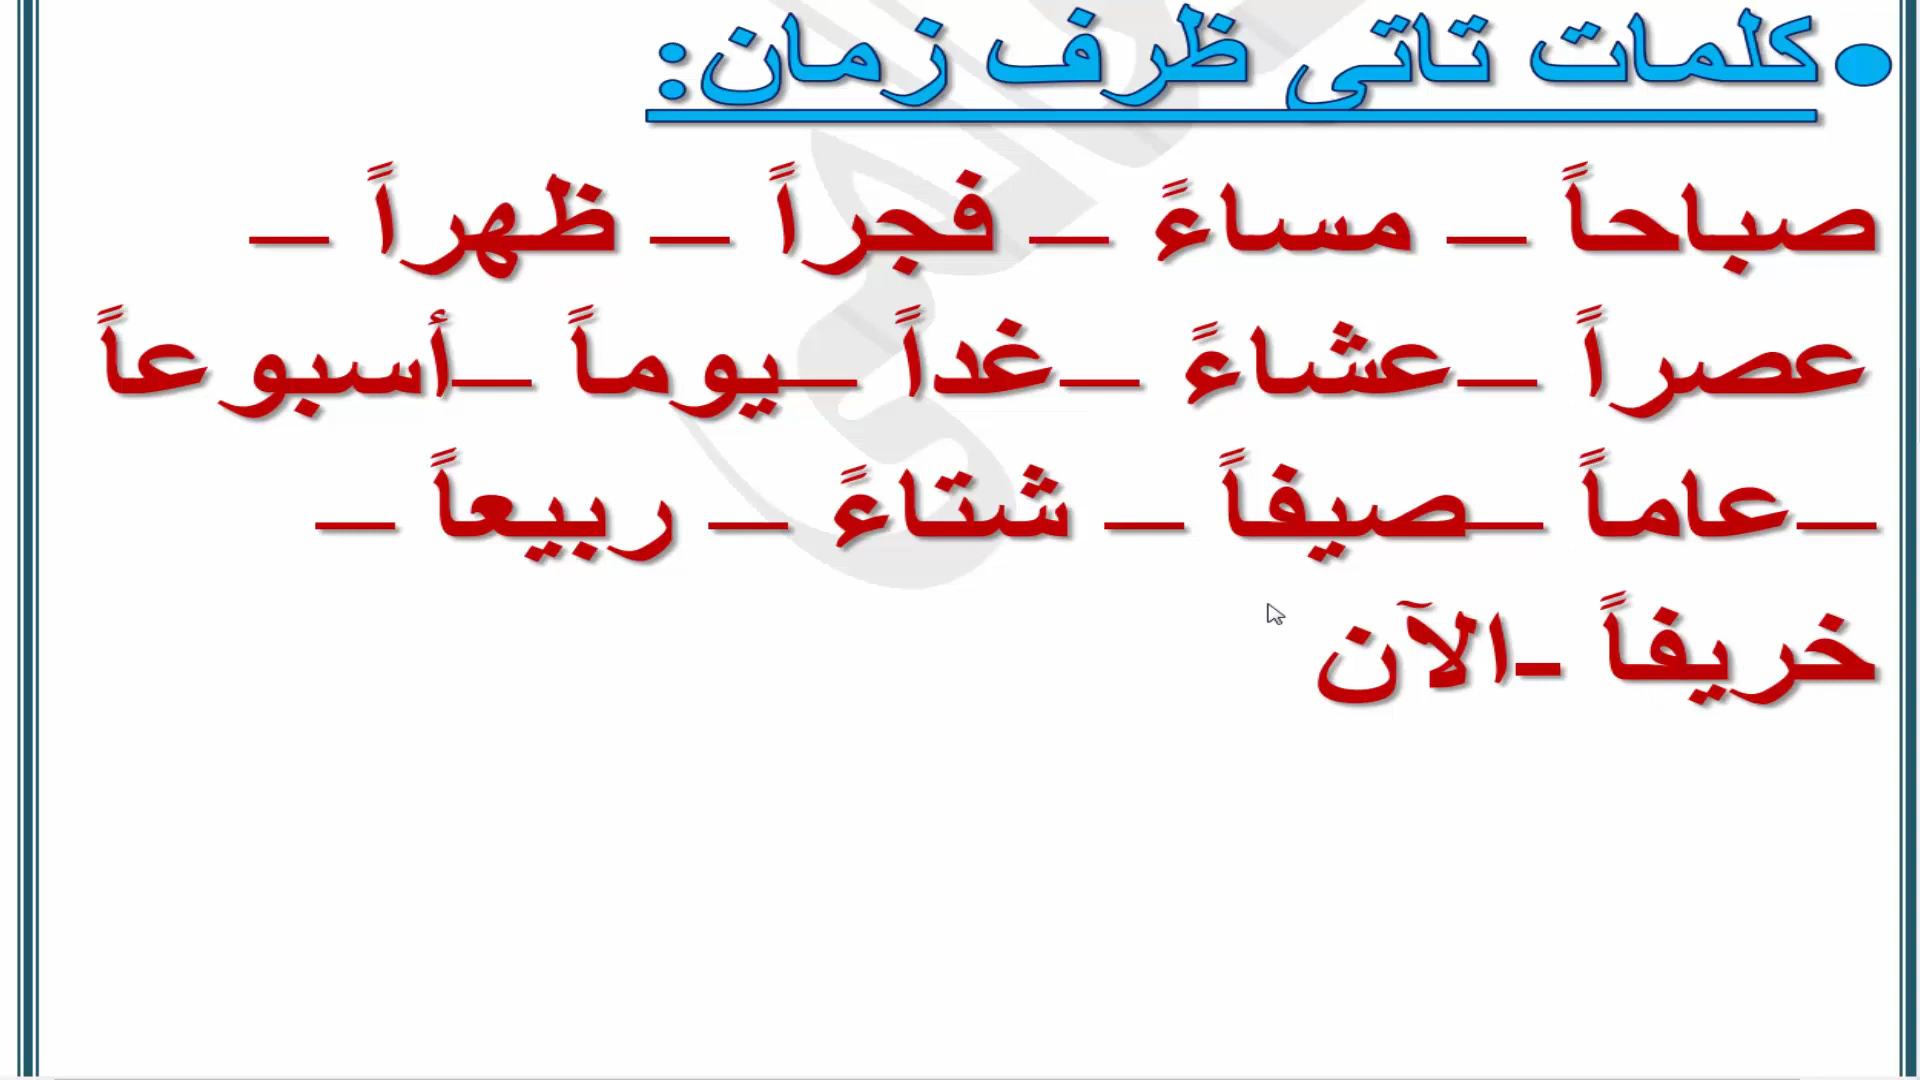 •كلمات تاتى ظرف زمان:
صباحاً – مساءً – فجراً – ظهراً –
عصراً –عشاءً –غداً –يوماً –أسبوعاً
–عاماً –صيفاً – شتاءً – ربيعاً –
خريفاً -الآن